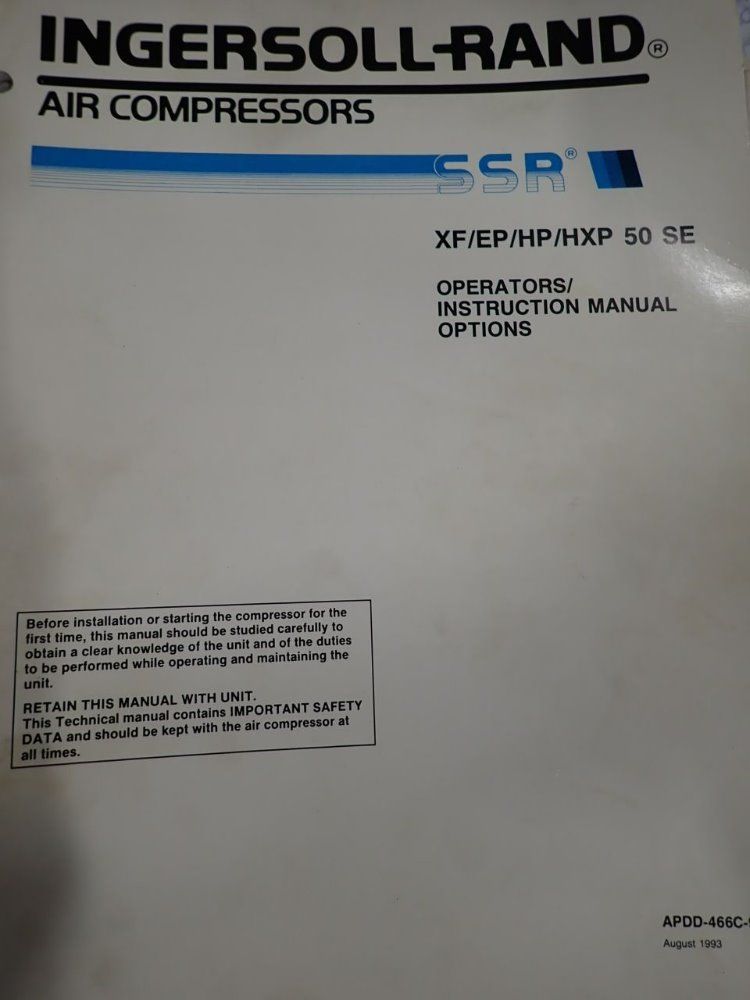 INGERSOLL-RAND®
AIR COMPRESSORS
SSR®
XF/EP/HP/HXP 50 SE
OPERATORS/
INSTRUCTION MANUAL
OPTIONS
Before installation or starting the compressor for the
first time, this manual should be studied carefully to
obtain a clear knowledge of the unit and of the duties
to be performed while operating and maintaining the
unit.
RETAIN THIS MANUAL WITH UNIT.
This Technical manual contains IMPORTANT SAFETY
DATA and should be kept with the air compressor at
all times.
APDD-466C-
August 1993